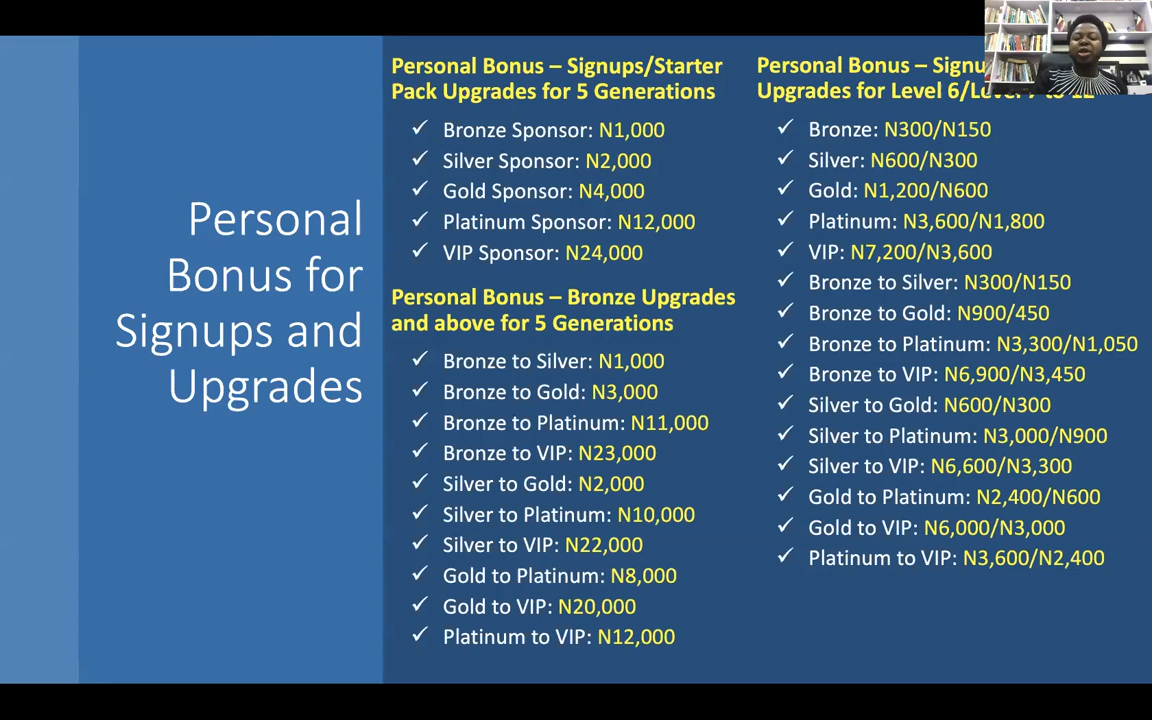 Personal
Bonus for
Signups and
Upgrades
Personal Bonus – Signups/Starter
Pack Upgrades for 5 Generations
✓ Bronze Sponsor: N1,000
✓ Silver Sponsor: N2,000
✓ Gold Sponsor: N4,000
✓ Platinum Sponsor: N12,000
✓ VIP Sponsor: N24,000
Personal Bonus – Bronze Upgrades
and above for 5 Generations
✓ Bronze to Silver: N1,000
✓ Bronze to Gold: N3,000
✓ Bronze to Platinum: N11,000
✓ Bronze to VIP: N23,000
✓ Silver to Gold: N2,000
✓ Silver to Platinum: N10,000
✓ Silver to VIP: N22,000
✓ Gold to Platinum: N8,000
✓ Gold to VIP: N20,000
✓ Platinum to VIP: N12,000
Personal Bonus –
Upgrades for Level 6/Level
✓ Bronze: N300/N150
✓ Silver: N600/N300
✓ Gold: N1,200/N600
✓ Platinum: N3,600/N1,800
✓ VIP: N7,200/N3,600
✓ Bronze to Silver: N300/N150
✓ Bronze to Gold: N900/450
✓ Bronze to Platinum: N3,300/N1,050
✓ Bronze to VIP: N6,900/N3,450
✓ Silver to Gold: N600/N300
✓ Silver to Platinum: N3,000/N900
✓ Silver to VIP: N6,600/N3,300
✓ Gold to Platinum: N2,400/N600
✓ Gold to VIP: N6,000/N3,000
✓ Platinum to VIP: N3,600/N2,400